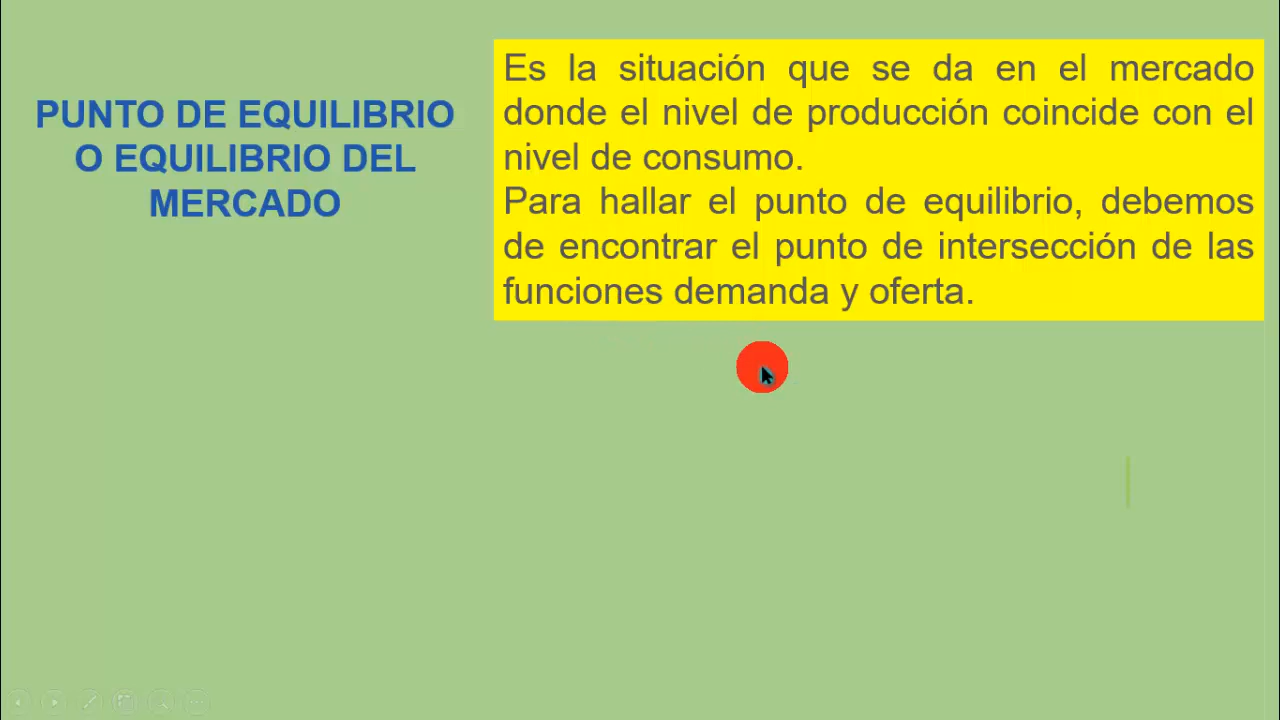 PUNTO DE EQUILIBRIO
O EQUILIBRIO DEL
MERCADO
Es la situación que se da en el mercado
donde el nivel de producción coincide con el
nivel de consumo.
Para hallar el punto de equilibrio, debemos
de encontrar el punto de intersección de las
funciones demanda y oferta.